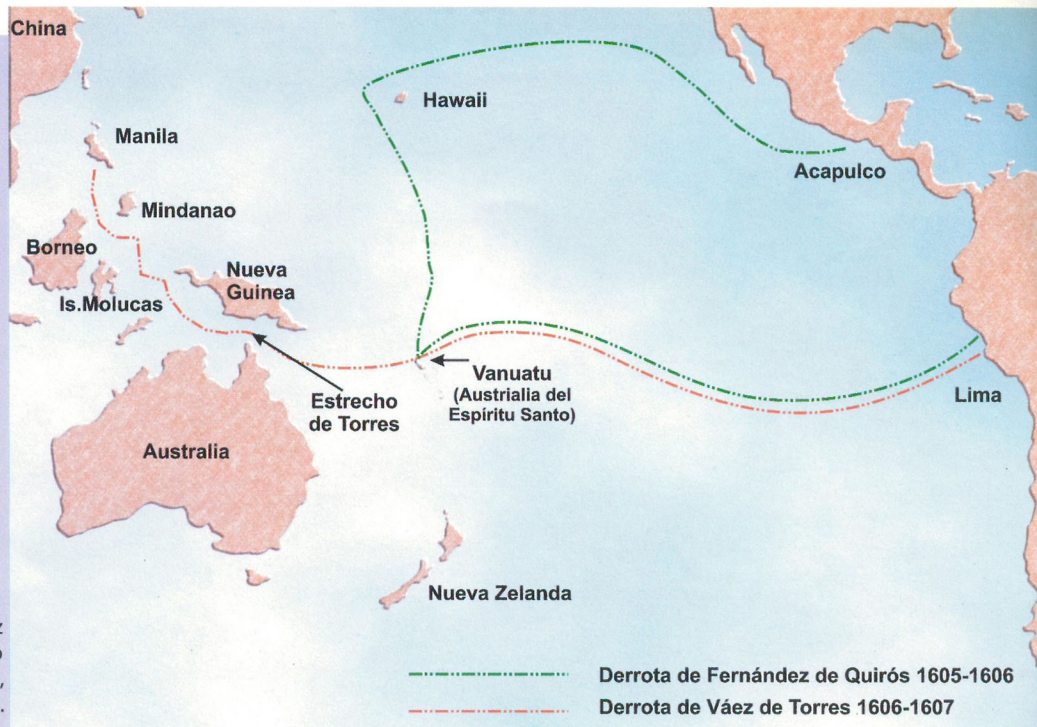 China
Hawaii
Manila
Acapulco
Mindanao
Borneo
Nueva
Guinea
Is.Molucas
Vanuatu
(Austrialia del
Espíritu Santo)
Lima
Estrecho
de Torres
Australia
Nueva Zelanda
Derrota de Fernández de Quirós 1605-1606
Derrota de Váez de Torres 1606-1607